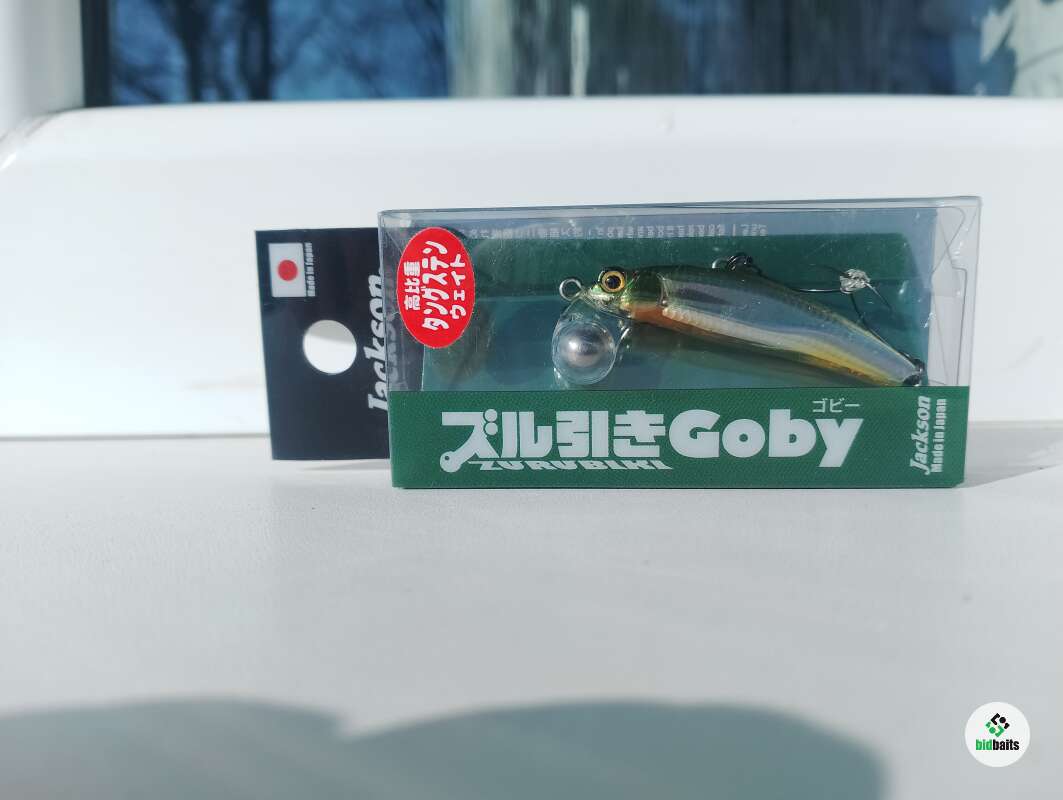 Made in Japan
Jackson
高比重
タングステン
ウェイト
ゴビー
ズル引きGoby
ZURUBIKI
Jackson
Made in Japan
bidbaits